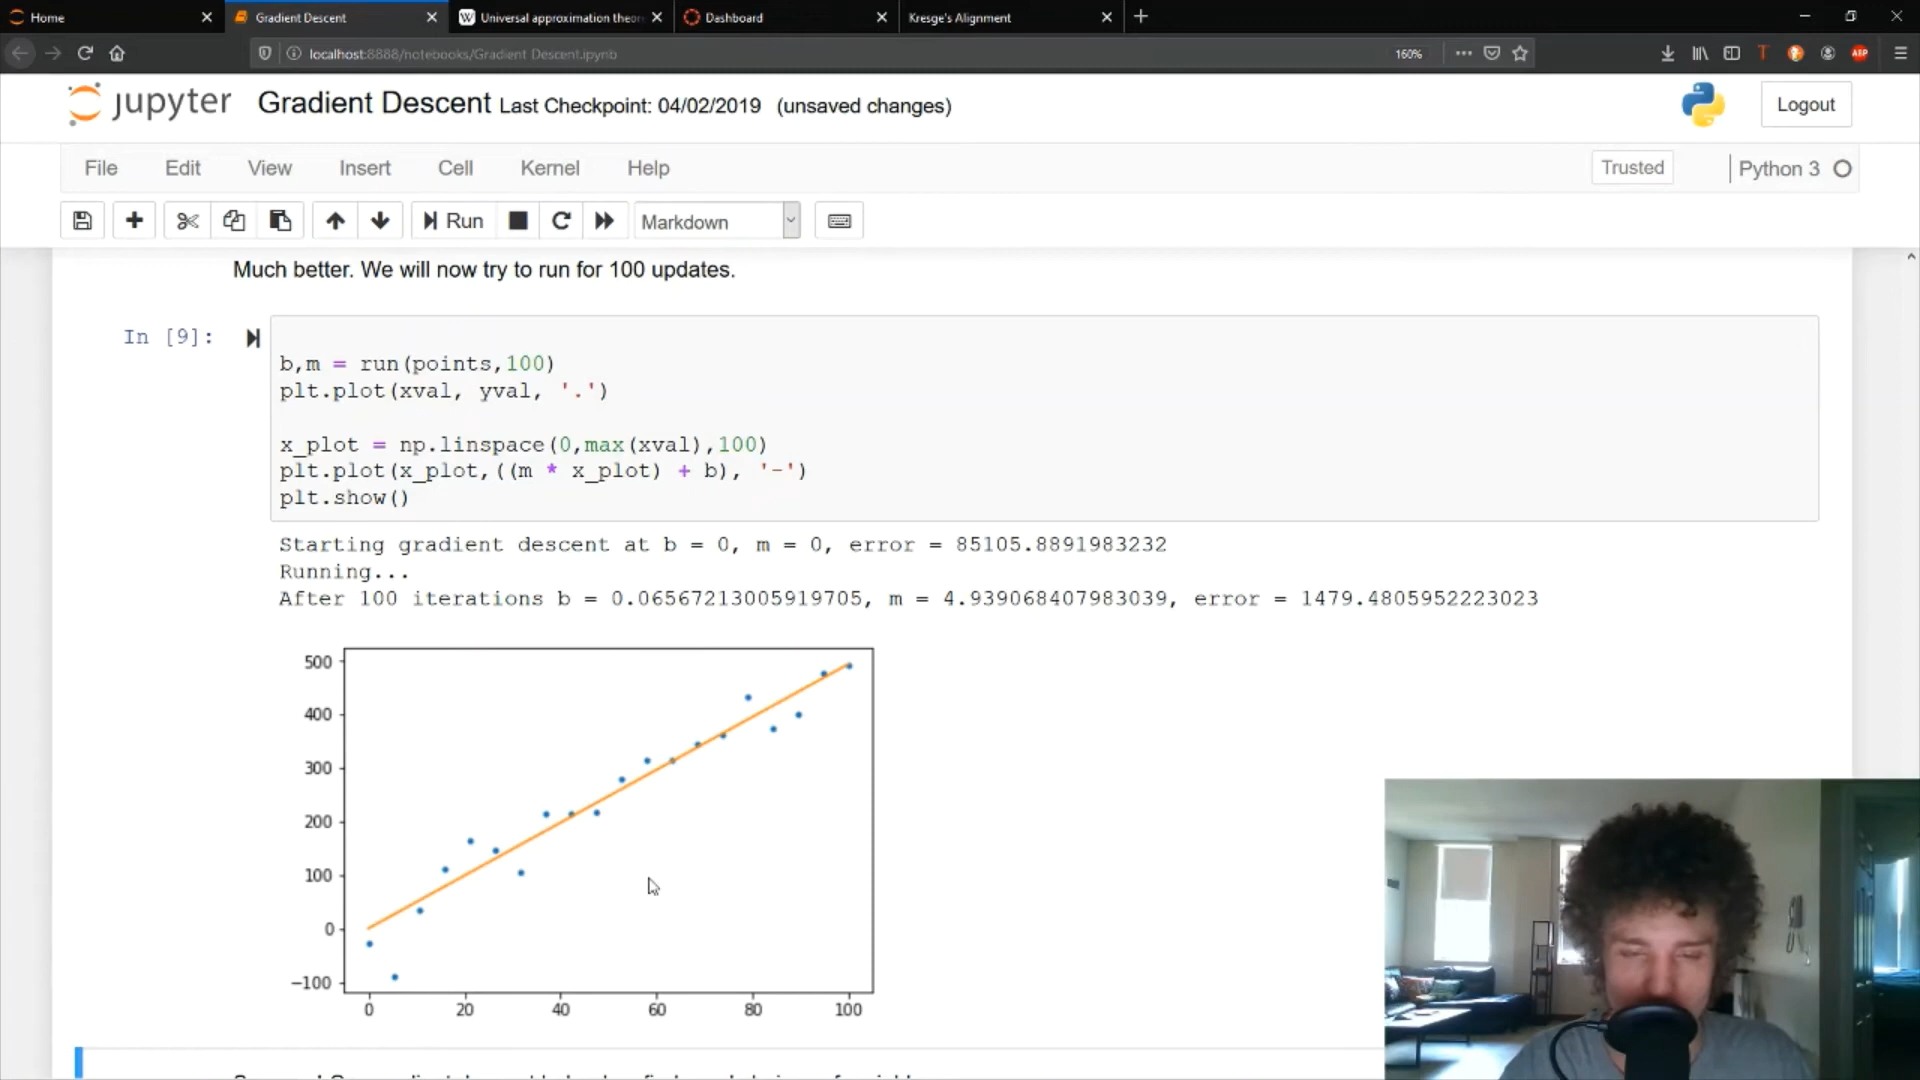 Home
Gradient Descent
Universal approximation theor
Dashboard
Kresge's Alignment
localhost:8888/notebooks/Gradient Descent.ipynb
160%
ABP
jupyter Gradient Descent Last Checkpoint: 04/02/2019 (unsaved changes)
Logout
File Edit View Insert Cell Kernel Help
Trusted
Python 3
Run
Markdown
Much better. We will now try to run for 100 updates.
In [9]:
b,m = run(points,100)
plt.plot(xval, yval, '.')
x_plot = np.linspace(0,max(xval),100)
plt.plot(x_plot,((m * x_plot) + b), '-')
plt.show()
Starting gradient descent at b = 0, m = 0, error = 85105.8891983232
Running...
After 100 iterations b = 0.06567213005919705, m = 4.939068407983039, error = 1479.4805952223023
500
400
300
200
100
0
−100
0 20 40 60 80 100